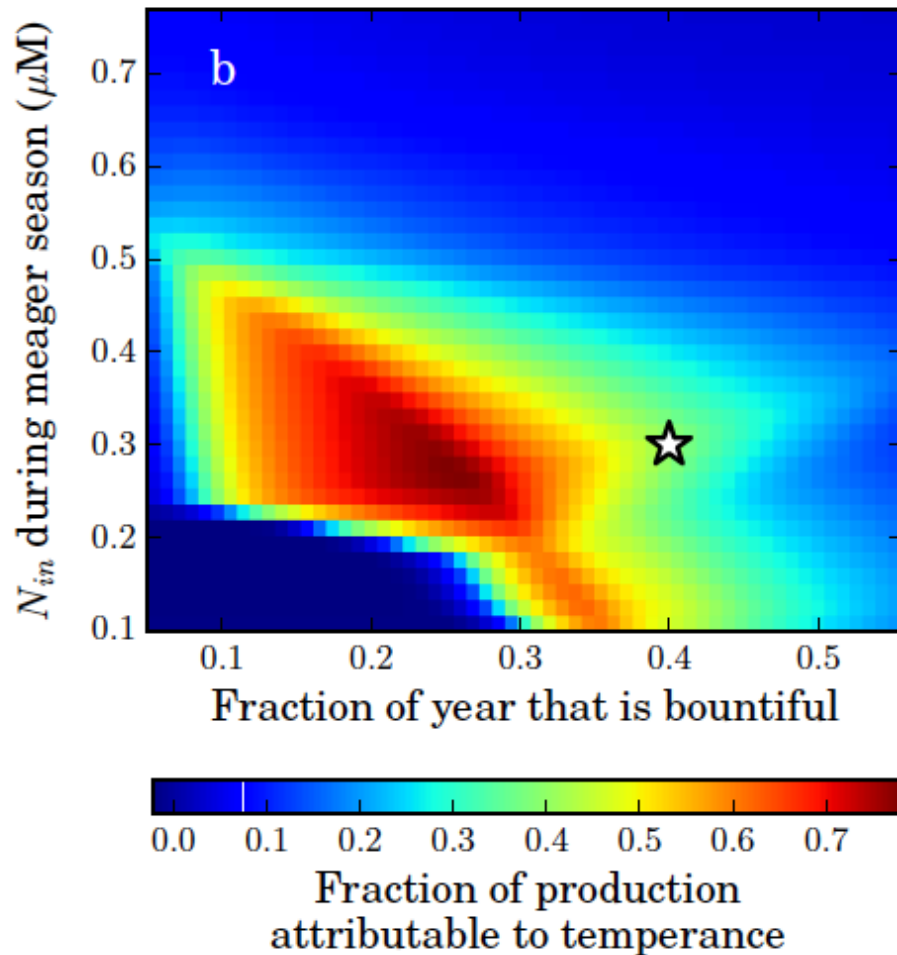 b
N_in during meager season (μM)
0.7
0.6
0.5
0.4
0.3
0.2
0.1
0.1 0.2 0.3 0.4 0.5
Fraction of year that is bountiful
0.0 0.1 0.2 0.3 0.4 0.5 0.6 0.7
Fraction of production
attributable to temperance